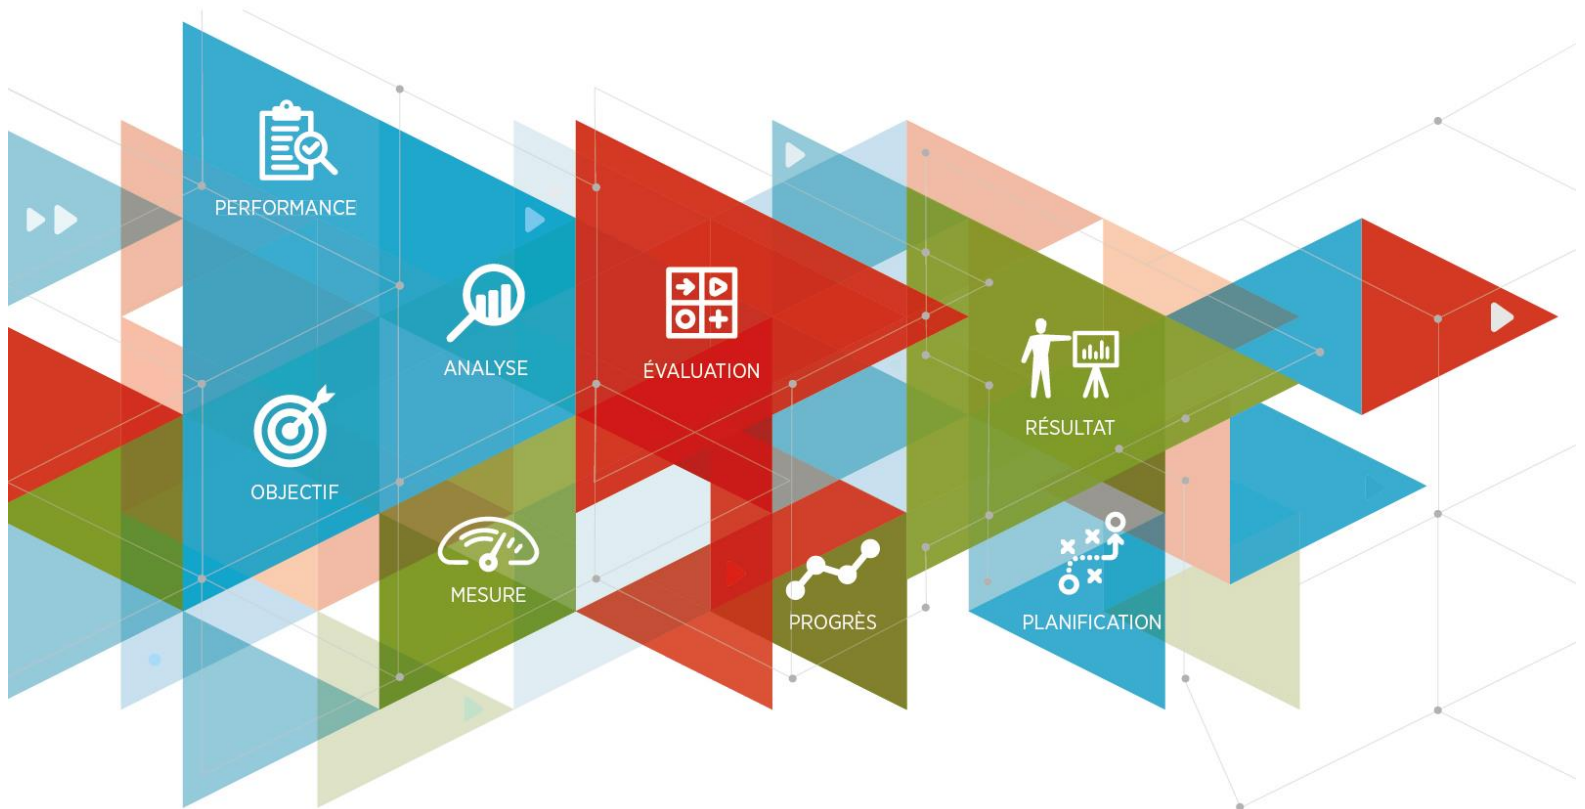 PERFORMANCE
ANALYSE
ÉVALUATION
RÉSULTAT
OBJECTIF
MESURE
PROGRÈS
PLANIFICATION